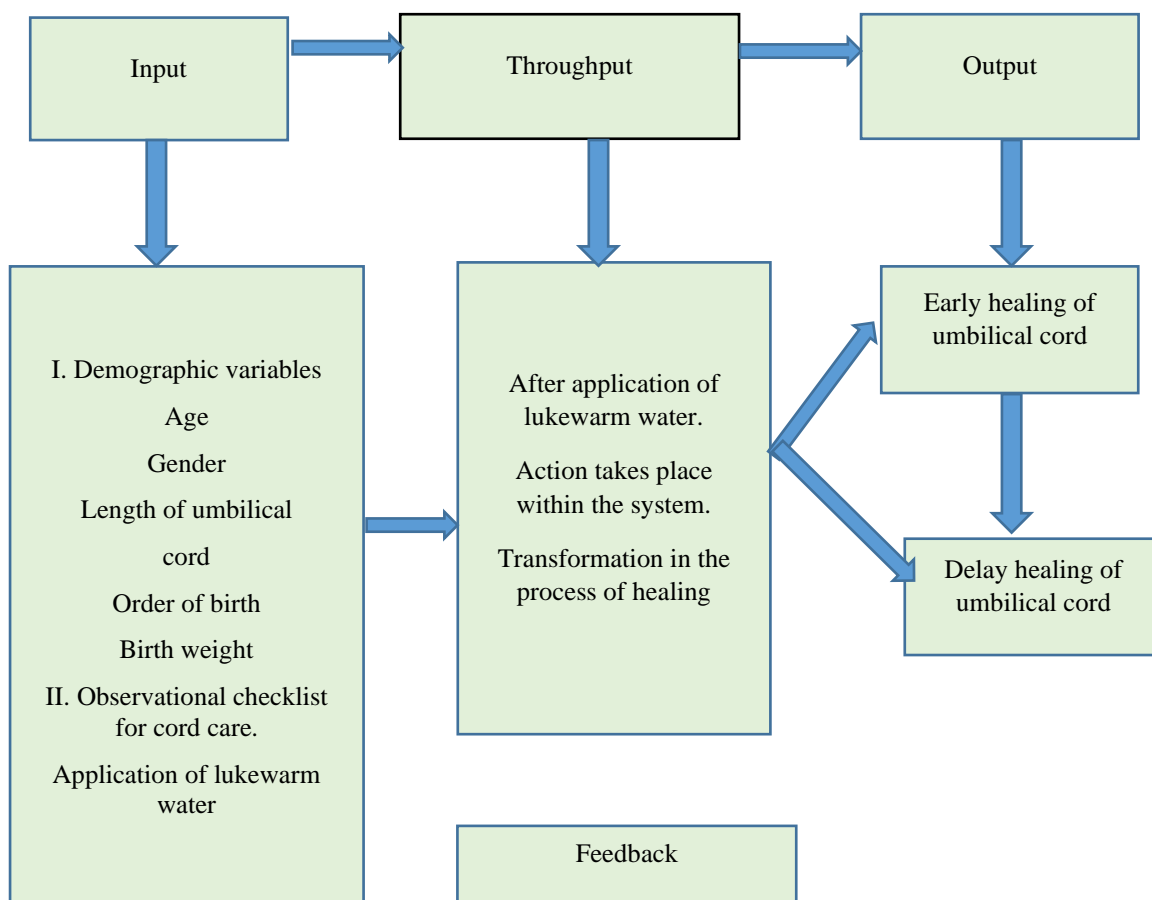 Input
Throughput
Output
I. Demographic variables
Age
Gender
Length of umbilical
cord
Order of birth
Birth weight
II. Observational checklist
for cord care.
Application of lukewarm
water
After application of
lukewarm water.
Action takes place
within the system.
Transformation in the
process of healing
Early healing of
umbilical cord
Delay healing of
umbilical cord
Feedback